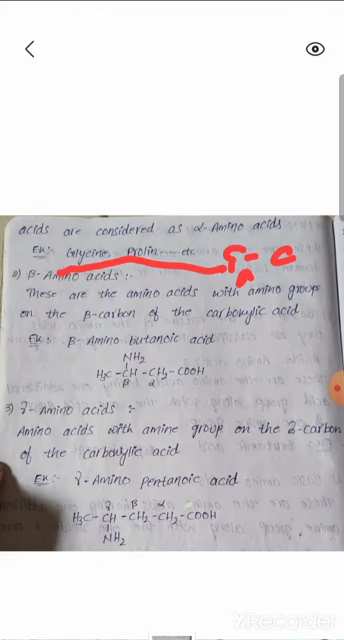 acids are considered as α-Amino acids
Ex:- Glycine, Prolin----etc
2) β-Amino acids :-
These are the amino acids with amino group
on the β-carbon of the carboxylic acid
Ex:- β-Amino butanoic acid
NH₂
H₃C-CH-CH₂-COOH
β α
3) γ-Amino acids :-
Amino acids with amine group on the γ-carbon
of the carboxylic acid
Ex:- γ-Amino Pentanoic acid
γ β α
H₃C-CH-CH₂-CH₂-COOH
NH₂
XRecorder